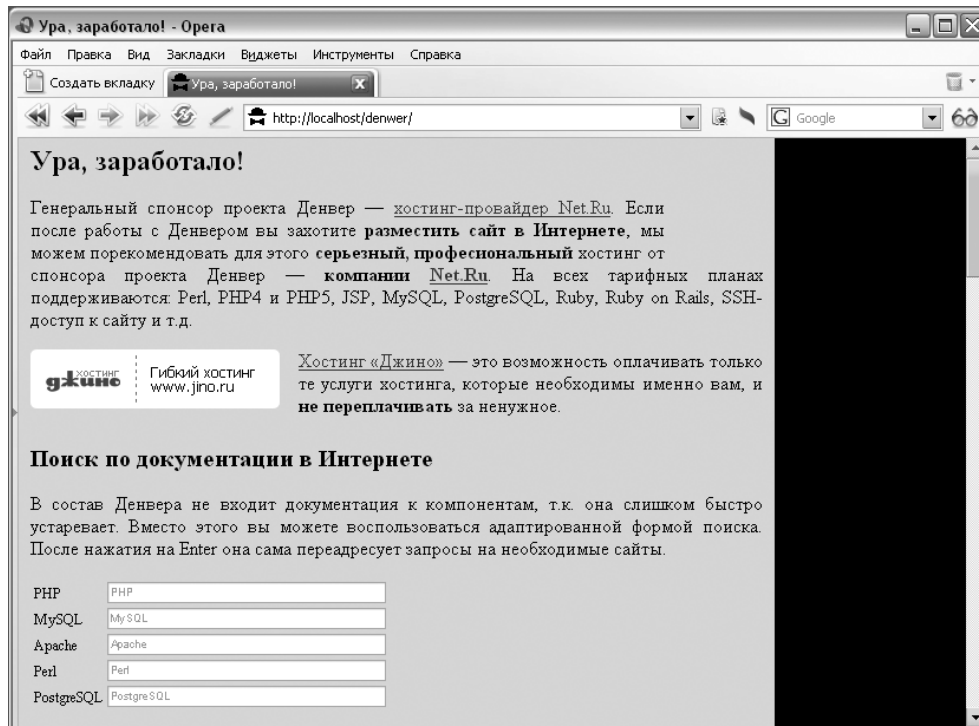 Ура, заработало! - Opera
Файл Правка Вид Закладки Виджеты Инструменты Справка
Создать вкладку Ура, заработало!
http://localhost/denwer/ G Google
Ура, заработало!
Генеральный спонсор проекта Денвер — хостинг-провайдер Net.Ru. Если
после работы с Денвером вы захотите разместить сайт в Интернете, мы
можем порекомендовать для этого серьезный, професиональный хостинг от
спонсора проекта Денвер — компании Net.Ru. На всех тарифных планах
поддерживаются: Perl, PHP4 и PHP5, JSP, MySQL, PostgreSQL, Ruby, Ruby on Rails, SSH-
доступ к сайту и т.д.
хостинг
джино
Гибкий хостинг
www.jino.ru
Хостинг «Джино» — это возможность оплачивать только
те услуги хостинга, которые необходимы именно вам, и
не переплачивать за ненужное.
Поиск по документации в Интернете
В состав Денвера не входит документация к компонентам, т.к. она слишком быстро
устаревает. Вместо этого вы можете воспользоваться адаптированной формой поиска.
После нажатия на Enter она сама переадресует запросы на необходимые сайты.
PHP PHP
MySQL MySQL
Apache Apache
Perl Perl
PostgreSQL PostgreSQL